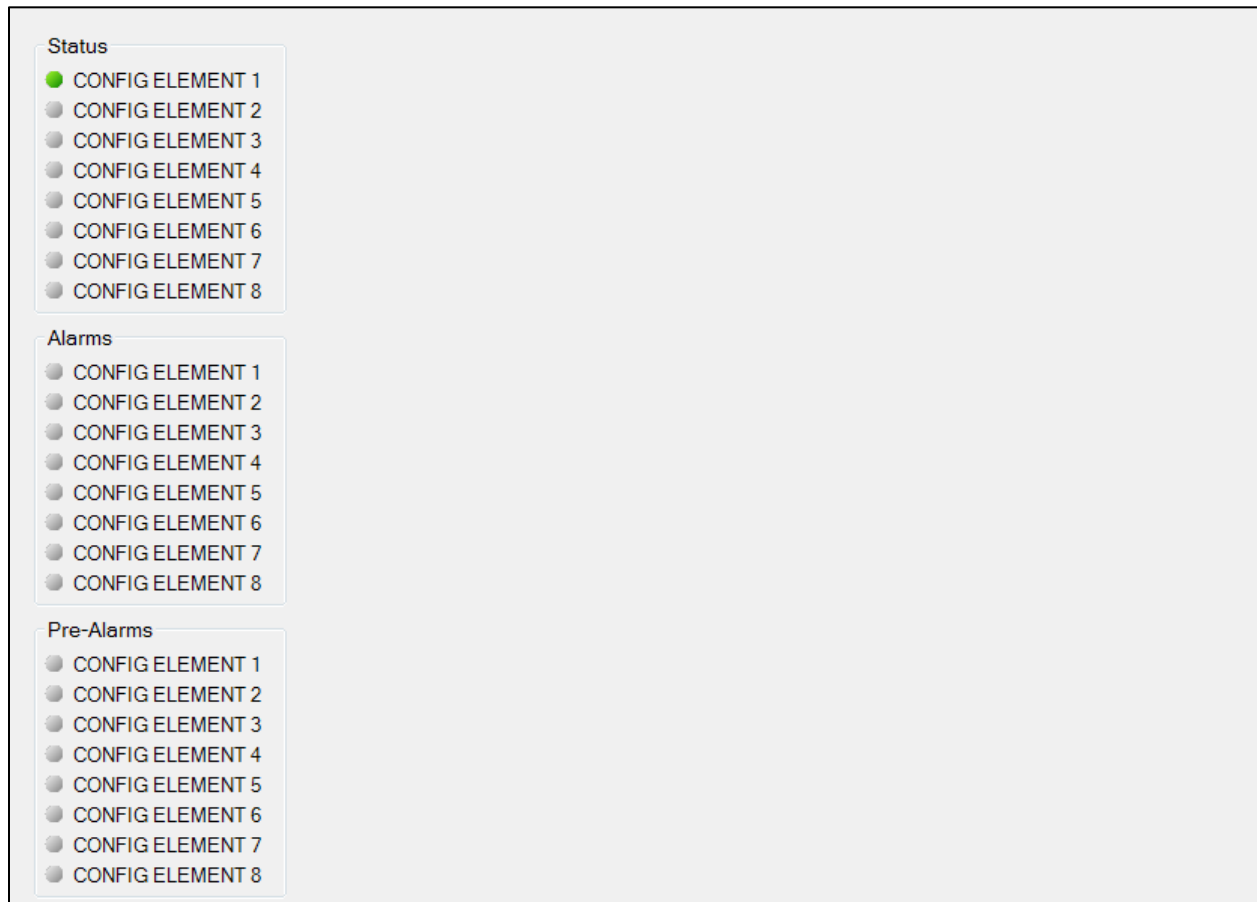 Status
CONFIG ELEMENT 1
CONFIG ELEMENT 2
CONFIG ELEMENT 3
CONFIG ELEMENT 4
CONFIG ELEMENT 5
CONFIG ELEMENT 6
CONFIG ELEMENT 7
CONFIG ELEMENT 8
Alarms
CONFIG ELEMENT 1
CONFIG ELEMENT 2
CONFIG ELEMENT 3
CONFIG ELEMENT 4
CONFIG ELEMENT 5
CONFIG ELEMENT 6
CONFIG ELEMENT 7
CONFIG ELEMENT 8
Pre-Alarms
CONFIG ELEMENT 1
CONFIG ELEMENT 2
CONFIG ELEMENT 3
CONFIG ELEMENT 4
CONFIG ELEMENT 5
CONFIG ELEMENT 6
CONFIG ELEMENT 7
CONFIG ELEMENT 8